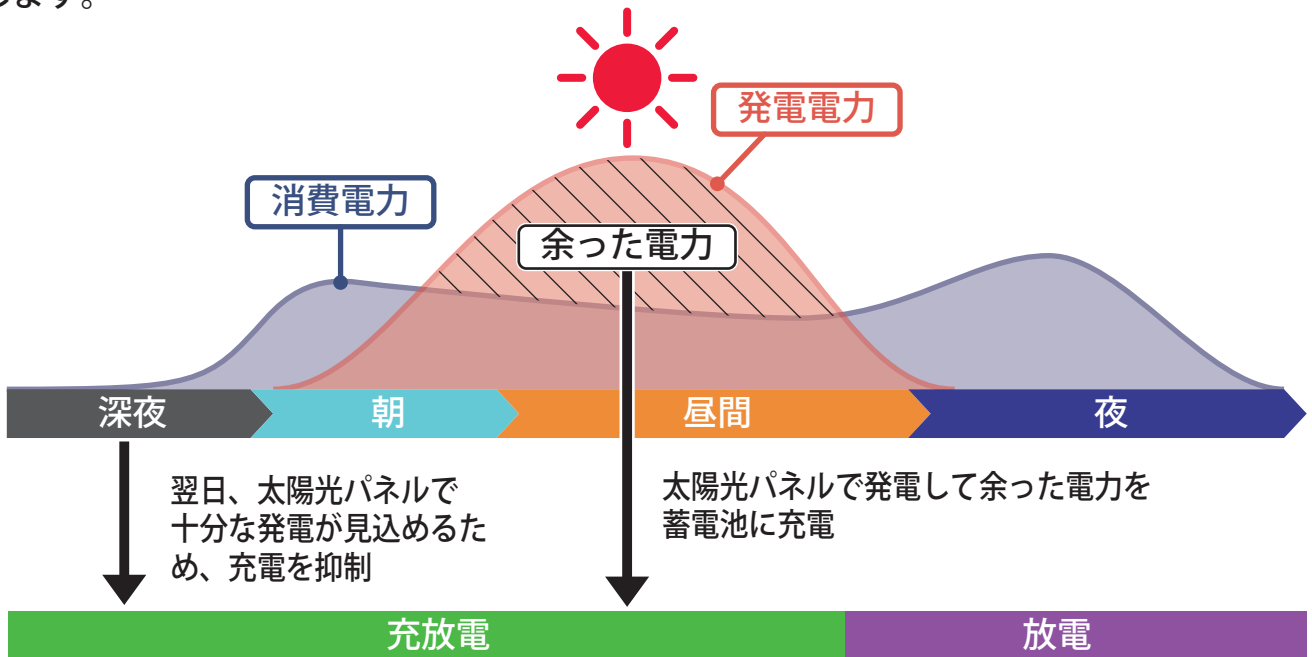 します。
発電電力
消費電力
余った電力
深夜
朝
昼間
夜
翌日、太陽光パネルで
十分な発電が見込めるた
め、充電を抑制
太陽光パネルで発電して余った電力を
蓄電池に充電
充放電
放電